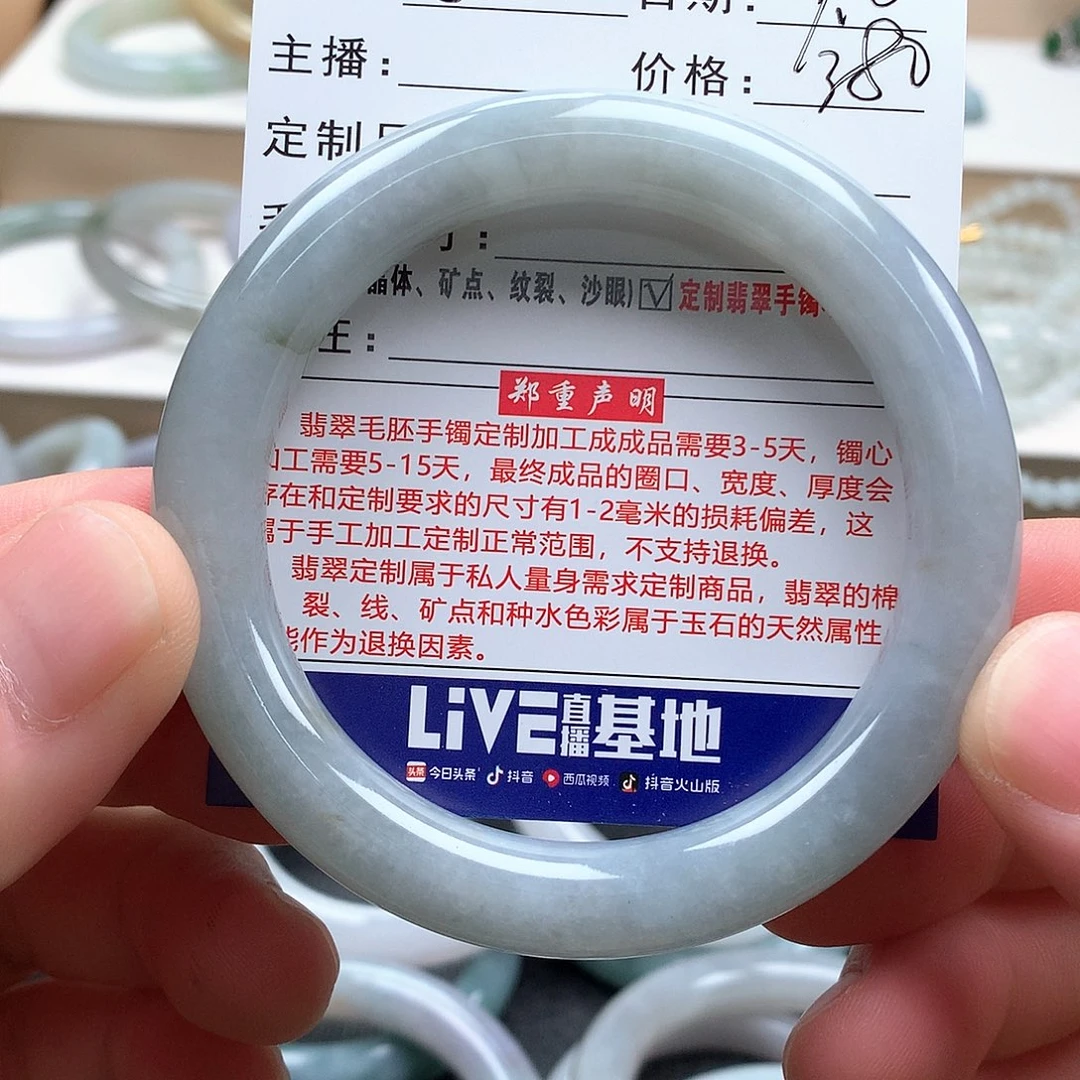 日期：
主播： 价格： 380
定制
晶体、矿点、纹裂、沙眼) 定制翡翠手镯
王：
郑重声明
翡翠毛胚手镯定制加工成成品需要3-5天，镯心
加工需要5-15天，最终成品的圈口、宽度、厚度会
存在和定制要求的尺寸有1-2毫米的损耗偏差，这
属于手工加工定制正常范围，不支持退换。
翡翠定制属于私人量身需求定制商品，翡翠的棉
裂、线、矿点和种水色彩属于玉石的天然属性
能作为退换因素。
LiVE直播基地
头条 今日头条 抖音 西瓜视频 抖音火山版